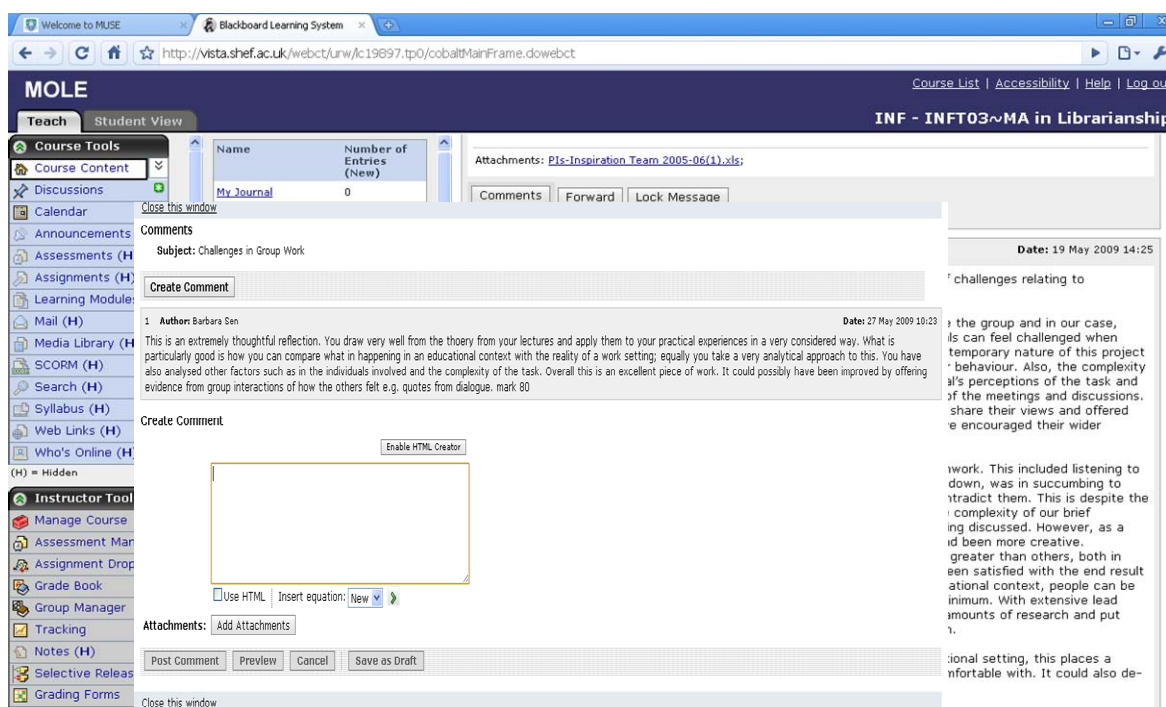 Welcome to MUSE
Blackboard Learning System
http://vista.shef.ac.uk/webct/urw/lc19897.tp0/cobaltMainFrame.dowebct
MOLE
Course List | Accessibility | Help | Log ou
Teach
Student View
INF - INFT03~MA in Librarianship
Course Tools
Course Content
Discussions
Calendar
Announcements
Assessments (H
Assignments (H)
Learning Modules
Mail (H)
Media Library (H
SCORM (H)
Search (H)
Syllabus (H)
Web Links (H)
Who's Online (H
(H) = Hidden
Instructor Tool
Manage Course
Assessment Man
Assignment Drop
Grade Book
Group Manager
Tracking
Notes (H)
Selective Releas
Grading Forms
Name
Number of
Entries
(New)
My Journal
0
Attachments: PIs-Inspiration Team 2005-06(1).xls;
Comments
Forward
Lock Message
Close this window
Comments
Subject: Challenges in Group Work
Create Comment
1 Author: Barbara Sen
Date: 27 May 2009 10:23
This is an extremely thoughtful reflection. You draw very well from the thoery from your lectures and apply them to your practical experiences in a very considered way. What is
particularly good is how you can compare what in happening in an educational context with the reality of a work setting; equally you take a very analytical approach to this. You have
also analysed other factors such as in the individuals involved and the complexity of the task. Overall this is an excellent piece of work. It could possibly have been improved by offering
evidence from group interactions of how the others felt e.g. quotes from dialogue. mark 80
Create Comment
Enable HTML Creator
Use HTML
Insert equation:
New
Attachments:
Add Attachments
Post Comment
Preview
Cancel
Save as Draft
Close this window
Date: 19 May 2009 14:25
challenges relating to
the group and in our case,
ls can feel challenged when
temporary nature of this project
behaviour. Also, the complexity
al's perceptions of the task and
of the meetings and discussions.
share their views and offered
e encouraged their wider
nwork. This included listening to
down, was in succumbing to
ntradict them. This is despite the
complexity of our brief
ing discussed. However, as a
nd been more creative.
greater than others, both in
een satisfied with the end result
ational context, people can be
inimum. With extensive lead
amounts of research and put
tional setting, this places a
mfortable with. It could also de-